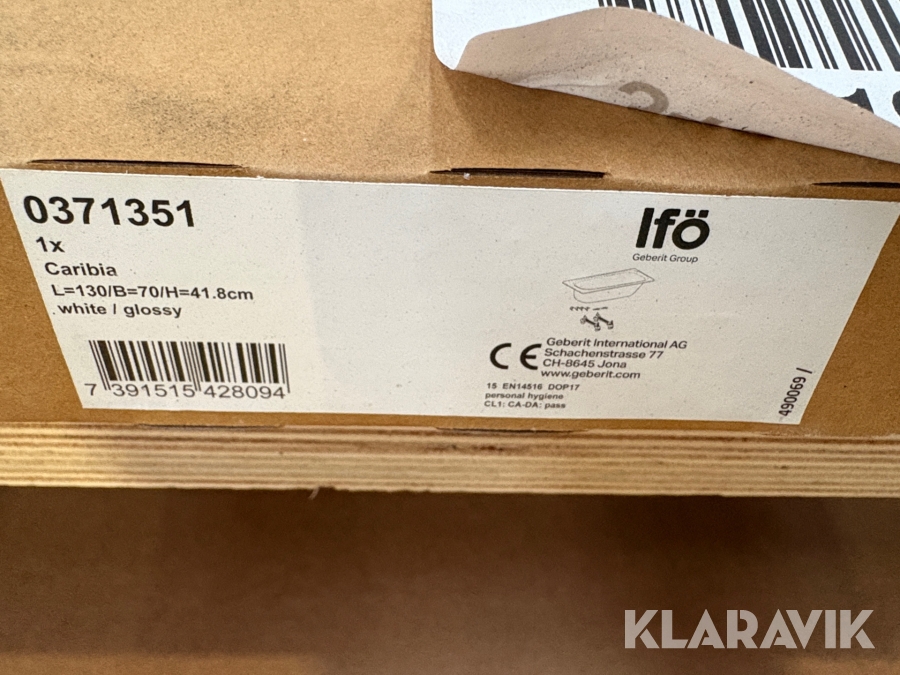 0371351
1x
Caribia
L=130/B=70/H=41.8cm
white / glossy
7 391515 428094
Ifö
Geberit Group
CE
Geberit International AG
Schachenstrasse 77
CH-8645 Jona
www.geberit.com
15 EN14516 DOP17
personal hygiene
CL1: CA-DA: pass
490069 /
KLARAVIK